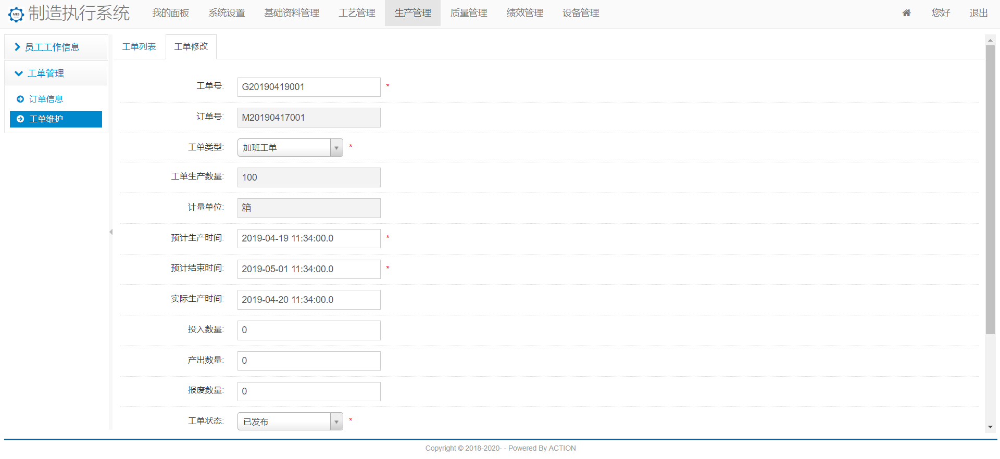 MES
制造执行系统
我的面板 系统设置 基础资料管理 工艺管理 生产管理 质量管理 绩效管理 设备管理 您好 退出
员工工作信息
工单管理
订单信息
工单维护
工单列表 工单修改
工单号: G20190419001 *
订单号: M20190417001
工单类型: 加班工单 *
工单生产数量: 100
计量单位: 箱
预计生产时间: 2019-04-19 11:34:00.0 *
预计结束时间: 2019-05-01 11:34:00.0 *
实际生产时间: 2019-04-20 11:34:00.0
投入数量: 0
产出数量: 0
报废数量: 0
工单状态: 已发布 *
Copyright © 2018-2020- - Powered By ACTION